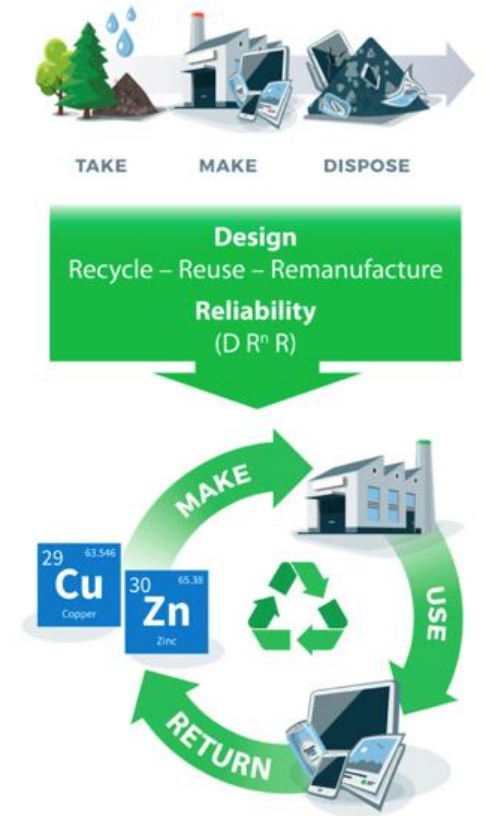 TAKE MAKE DISPOSE
Design
Recycle – Reuse – Remanufacture
Reliability
(D Rⁿ R)
MAKE
29 63.546
Cu
Copper
30 65.38
Zn
Zinc
USE
RETURN